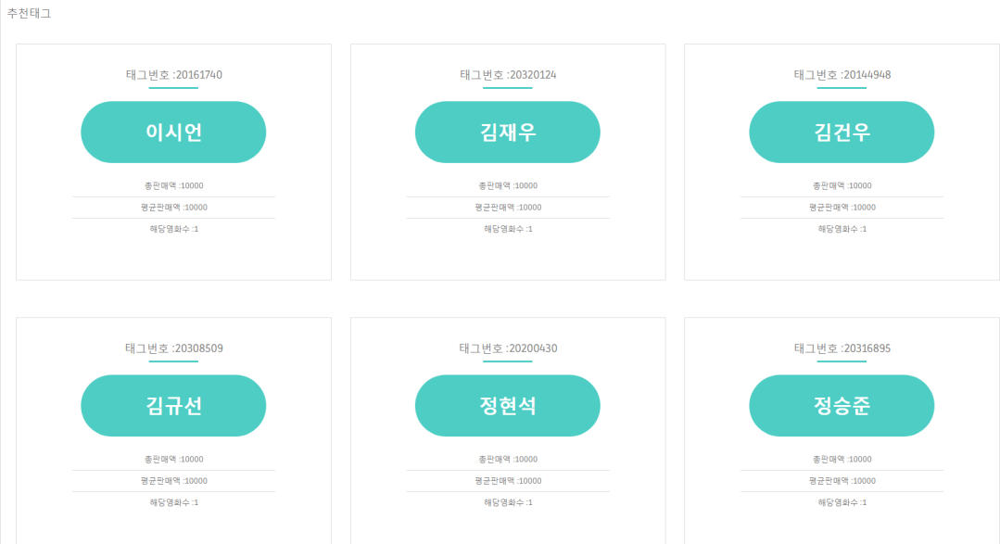 추천태그
태그번호 :20161740
이시언
총판매액 :10000
평균판매액 :10000
해당영화수 :1
태그번호 :20320124
김재우
총판매액 :10000
평균판매액 :10000
해당영화수 :1
태그번호 :20144948
김건우
총판매액 :10000
평균판매액 :10000
해당영화수 :1
태그번호 :20308509
김규선
총판매액 :10000
평균판매액 :10000
해당영화수 :1
태그번호 :20200430
정현석
총판매액 :10000
평균판매액 :10000
해당영화수 :1
태그번호 :20316895
정승준
총판매액 :10000
평균판매액 :10000
해당영화수 :1